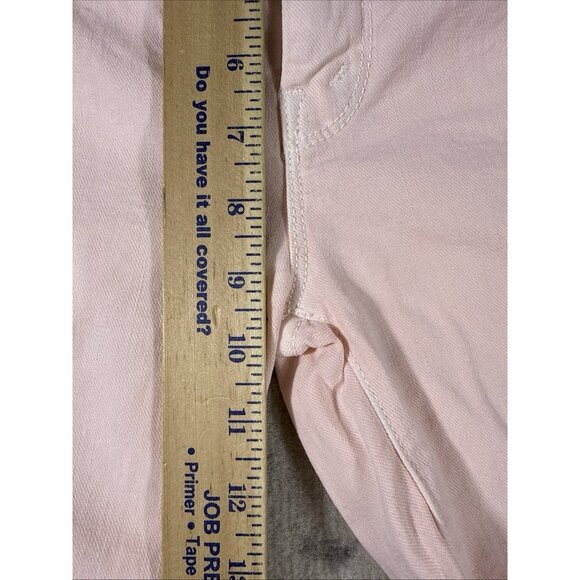 6
7
8
9
10
11
12
Do you have it all covered?
JOB PRE
• Primer • Tape